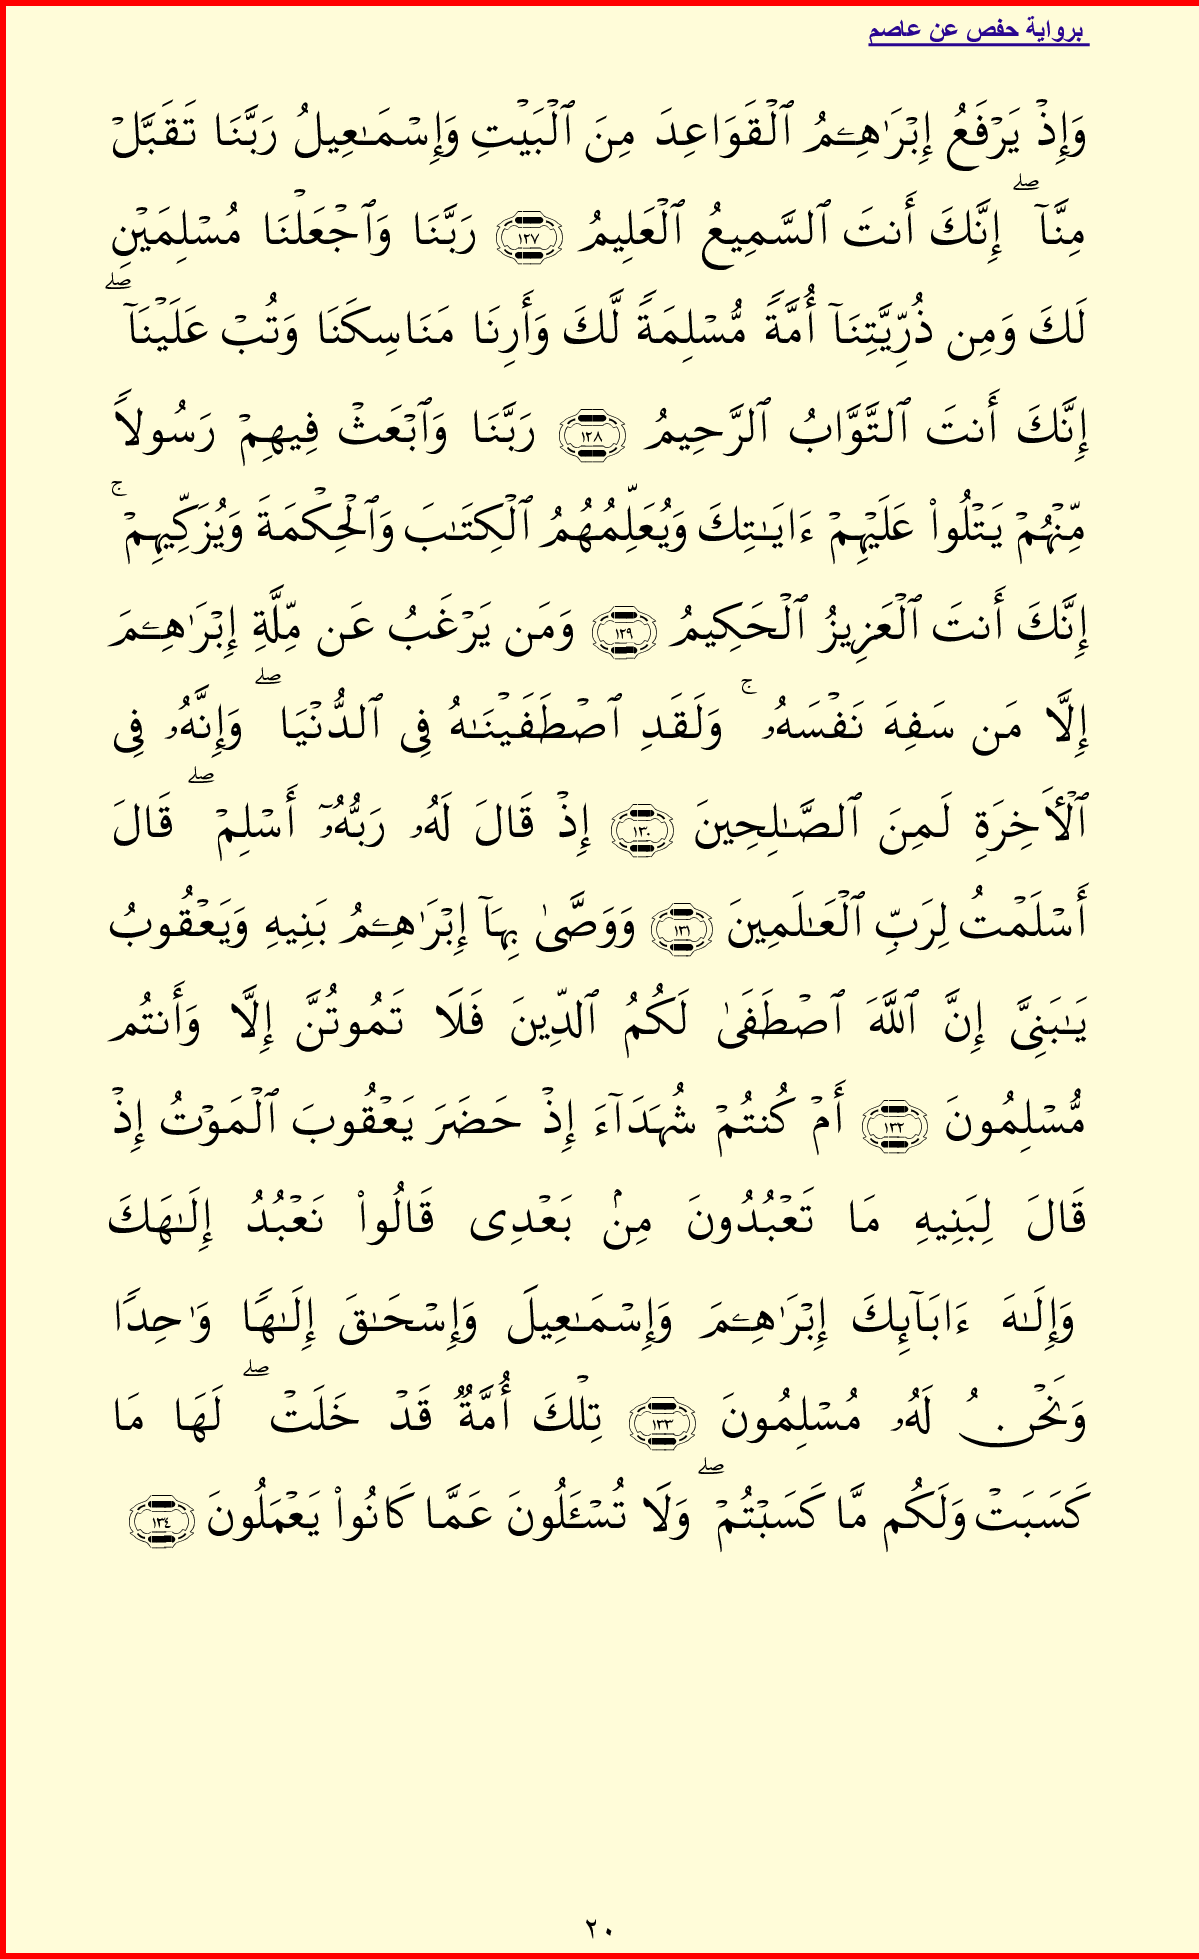 برواية حفص عن عاصم
وَإِذۡ يَرۡفَعُ إِبۡرَٰهِـۧمُ ٱلۡقَوَاعِدَ مِنَ ٱلۡبَيۡتِ وَإِسۡمَـٰعِيلُ رَبَّنَا تَقَبَّلۡ
مِنَّآۖ إِنَّكَ أَنتَ ٱلسَّمِيعُ ٱلۡعَلِيمُ ١٢٧ رَبَّنَا وَٱجۡعَلۡنَا مُسۡلِمَيۡنِ
لَكَ وَمِن ذُرِّيَّتِنَآ أُمَّةً مُّسۡلِمَةً لَّكَ وَأَرِنَا مَنَاسِكَنَا وَتُبۡ عَلَيۡنَآۖ
إِنَّكَ أَنتَ ٱلتَّوَّابُ ٱلرَّحِيمُ ١٢٨ رَبَّنَا وَٱبۡعَثۡ فِيهِمۡ رَسُولاً
مِّنۡهُمۡ يَتۡلُواْ عَلَيۡهِمۡ ءَايَـٰتِكَ وَيُعَلِّمُهُمُ ٱلۡكِتَـٰبَ وَٱلۡحِكۡمَةَ وَيُزَكِّيهِمۡۚ
إِنَّكَ أَنتَ ٱلۡعَزِيزُ ٱلۡحَكِيمُ ١٢٩ وَمَن يَرۡغَبُ عَن مِّلَّةِ إِبۡرَٰهِـۧمَ
إِلَّا مَن سَفِهَ نَفۡسَهُۥۚ وَلَقَدِ ٱصۡطَفَيۡنَـٰهُ فِى ٱلدُّنۡيَاۖ وَإِنَّهُۥ فِى
ٱلۡأَخِرَةِ لَمِنَ ٱلصَّـٰلِحِينَ ١٣٠ إِذۡ قَالَ لَهُۥ رَبُّهُۥٓ أَسۡلِمۡۖ قَالَ
أَسۡلَمۡتُ لِرَبِّ ٱلۡعَـٰلَمِينَ ١٣١ وَوَصَّىٰ بِهَآ إِبۡرَٰهِـۧمُ بَنِيهِ وَيَعۡقُوبُ
يَـٰبَنِىَّ إِنَّ ٱللَّهَ ٱصۡطَفَىٰ لَكُمُ ٱلدِّينَ فَلَا تَمُوتُنَّ إِلَّا وَأَنتُم
مُّسۡلِمُونَ ١٣٢ أَمۡ كُنتُمۡ شُهَدَآءَ إِذۡ حَضَرَ يَعۡقُوبَ ٱلۡمَوۡتُ إِذۡ
قَالَ لِبَنِيهِ مَا تَعۡبُدُونَ مِنۢ بَعۡدِى قَالُواْ نَعۡبُدُ إِلَـٰهَكَ
وَإِلَـٰهَ ءَابَآئِكَ إِبۡرَٰهِـۧمَ وَإِسۡمَـٰعِيلَ وَإِسۡحَـٰقَ إِلَـٰهًا وَٰحِدًا
وَنَحۡنُ لَهُۥ مُسۡلِمُونَ ١٣٣ تِلۡكَ أُمَّةٌ قَدۡ خَلَتۡۖ لَهَا مَا
كَسَبَتۡ وَلَكُم مَّا كَسَبۡتُمۡۖ وَلَا تُسۡـَٔلُونَ عَمَّا كَانُواْ يَعۡمَلُونَ ١٣٤
٢٠